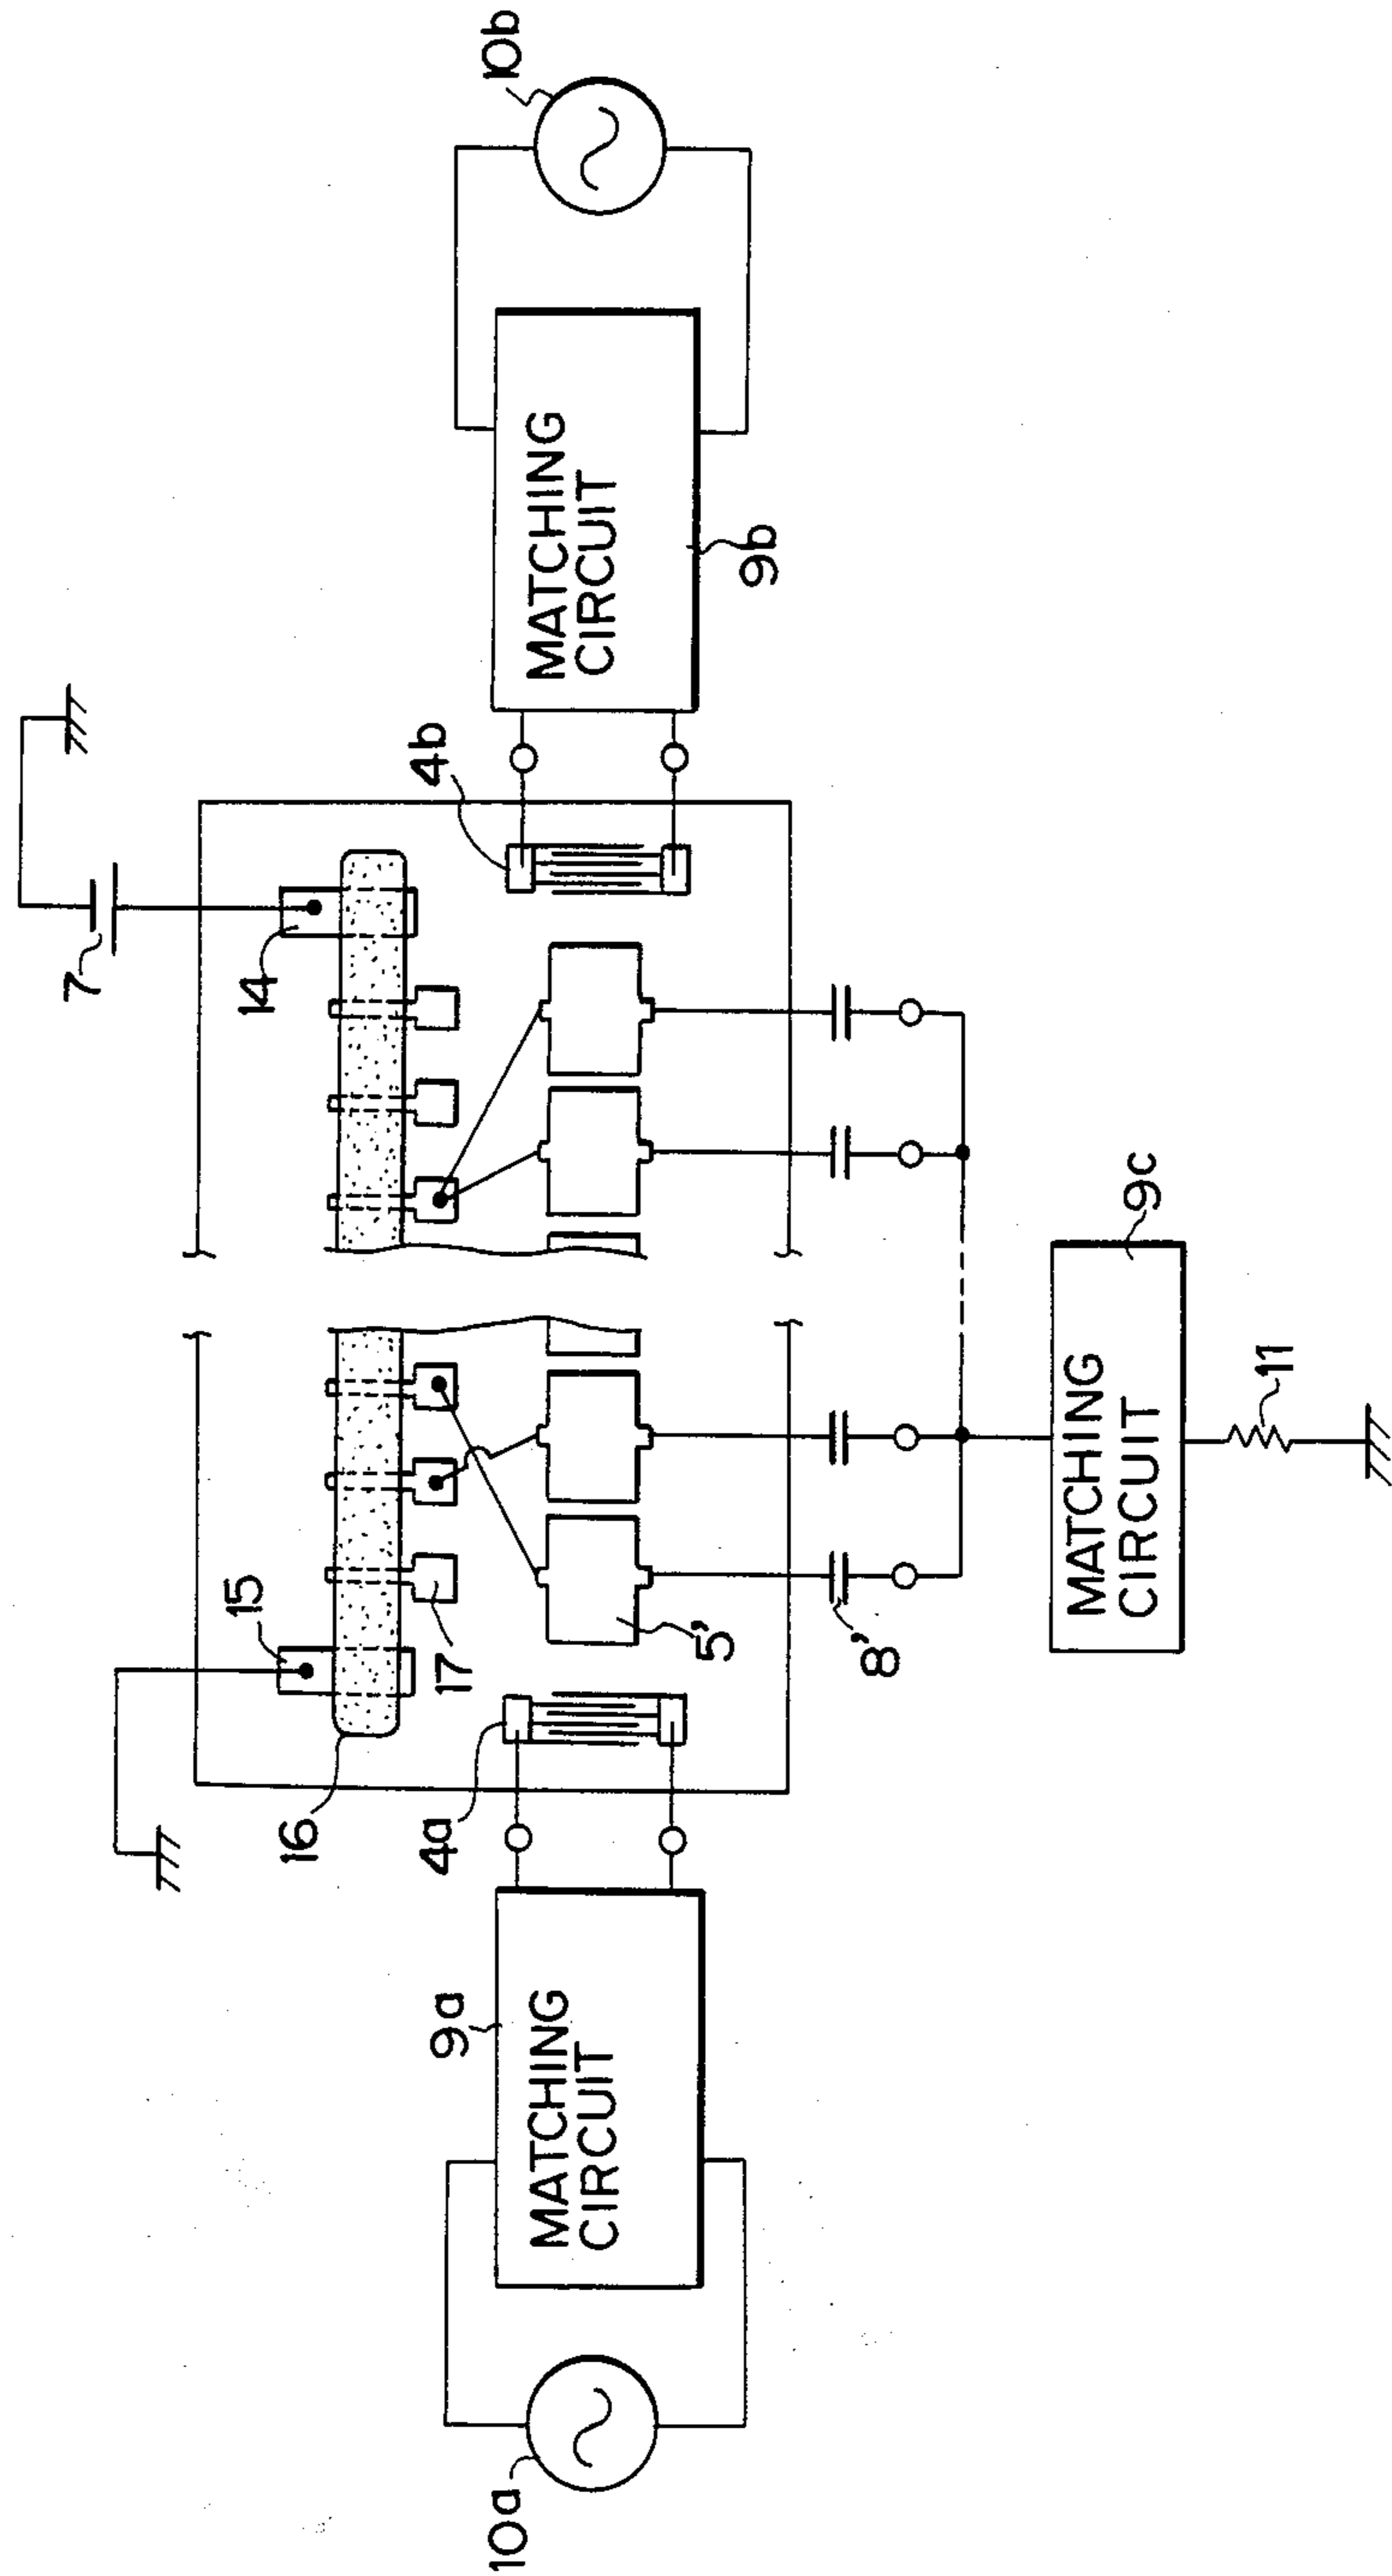 7
14
4b
10b
MATCHING
CIRCUIT
9b
15
16
17
4a
9a
MATCHING
CIRCUIT
10a
5'
8'
MATCHING
CIRCUIT
9c
11